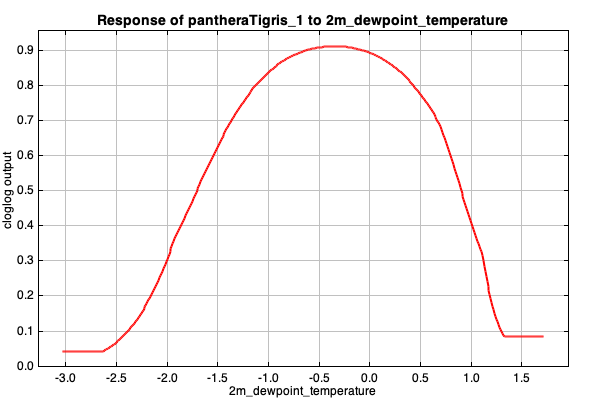 Response of pantheraTigris_1 to 2m_dewpoint_temperature
cloglog output
0.9
0.8
0.7
0.6
0.5
0.4
0.3
0.2
0.1
0.0
-3.0 -2.5 -2.0 -1.5 -1.0 -0.5 0.0 0.5 1.0 1.5
2m_dewpoint_temperature